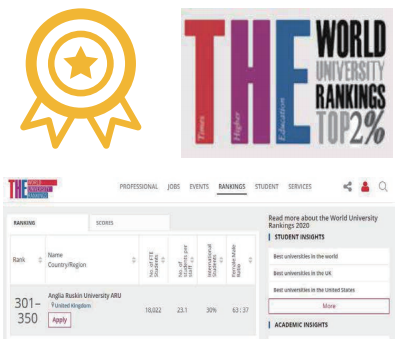 THE WORLD
UNIVERSITY
RANKINGS
TOP 2%
Times Higher Education
THE WORLD
UNIVERSITY
RANKINGS
PROFESSIONAL JOBS EVENTS RANKINGS STUDENT SERVICES
RANKING SCORES
Rank
Name
Country/Region
No. of FTE
Students
No. of
students per
staff
International
Students
Female:Male
Ratio
301–
350
Anglia Ruskin University ARU
United Kingdom
Apply
18,022 23.1 30% 63 : 37
Read more about the World University
Rankings 2020
STUDENT INSIGHTS
Best universities in the world
Best universities in the UK
Best universities in the United States
More
ACADEMIC INSIGHTS